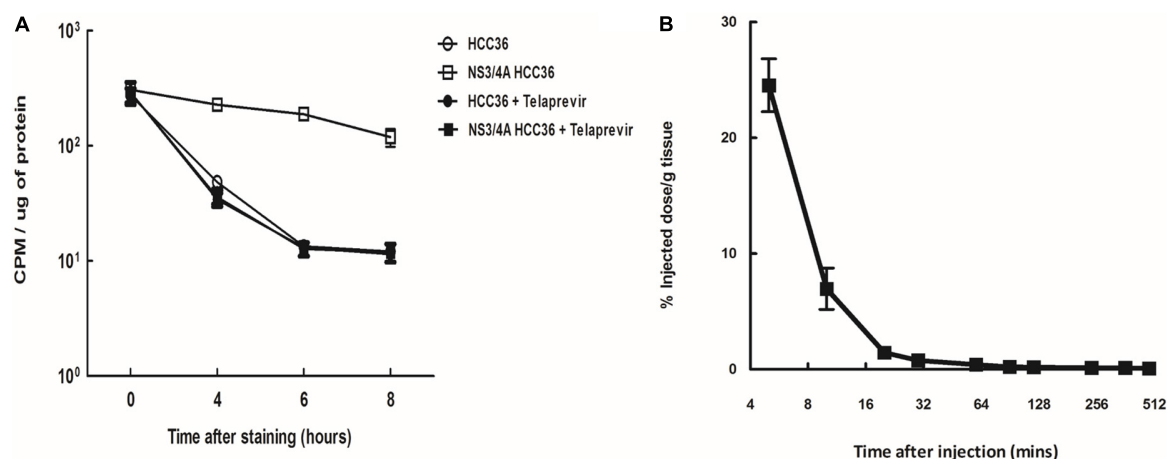 A
CPM / ug of protein
10³
10²
10¹
10⁰
0 4 6 8
Time after staining (hours)
HCC36
NS3/4A HCC36
HCC36 + Telaprevir
NS3/4A HCC36 + Telaprevir
B
% Injected dose/g tissue
30
20
10
0
4 8 16 32 64 128 256 512
Time after injection (mins)